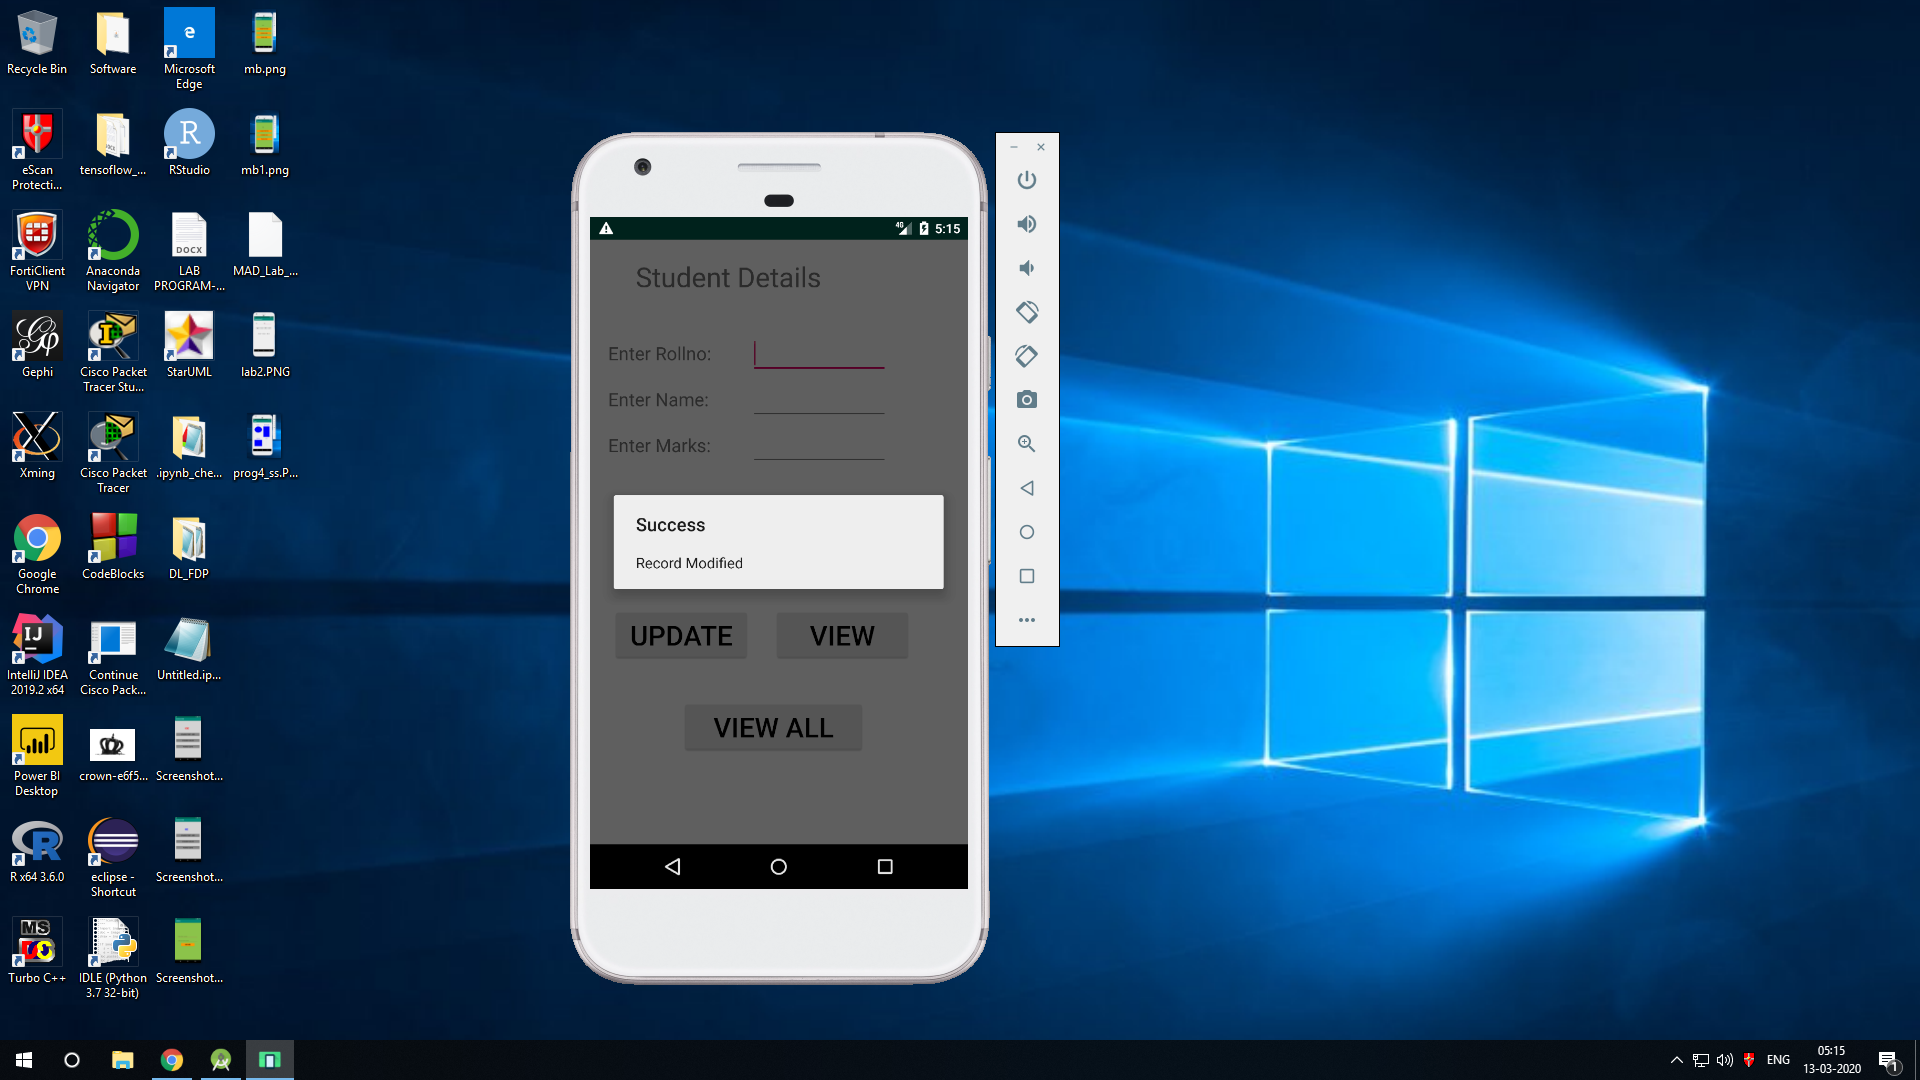 Recycle Bin
Software
Microsoft
Edge
mb.png
eScan
Protecti...
tensoflow_...
RStudio
mb1.png
FortiClient
VPN
Anaconda
Navigator
DOCX
LAB
PROGRAM-...
MAD_Lab_...
Gephi
Cisco Packet
Tracer Stu...
StarUML
lab2.PNG
Xming
Cisco Packet
Tracer
.ipynb_che...
prog4_ss.P...
Google
Chrome
CodeBlocks
DL_FDP
IntelliJ IDEA
2019.2 x64
Continue
Cisco Pack...
Untitled.ip...
Power BI
Desktop
crown-e6f5...
Screenshot...
R x64 3.6.0
eclipse -
Shortcut
Screenshot...
Turbo C++
IDLE (Python
3.7 32-bit)
Screenshot...
4G
5:15
Student Details
Enter Rollno:
Enter Name:
Enter Marks:
Success
Record Modified
UPDATE
VIEW
VIEW ALL
ENG
05:15
13-03-2020
1